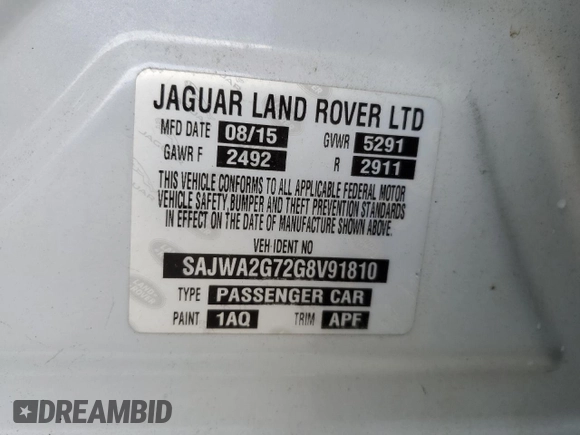 JAGUAR LAND ROVER LTD
MFD DATE 08/15 GVWR 5291
GAWR F 2492 R 2911
THIS VEHICLE CONFORMS TO ALL APPLICABLE FEDERAL MOTOR
VEHICLE SAFETY, BUMPER AND THEFT PREVENTION STANDARDS
IN EFFECT ON THE DATE OF MANUFACTURE SHOWN ABOVE.
VEH IDENT NO
SAJWA2G72G8V91810
TYPE PASSENGER CAR
PAINT 1AQ TRIM APF
DREAMBID